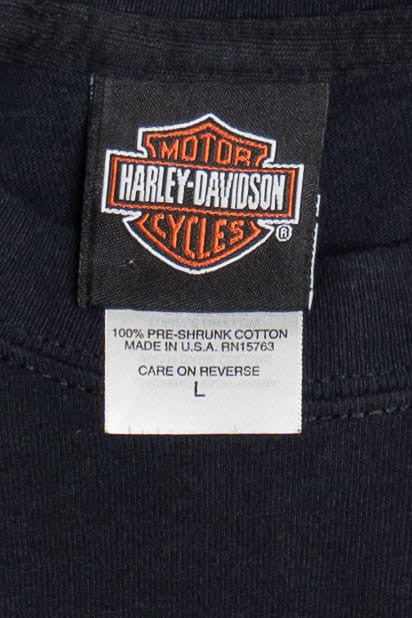 MOTOR
HARLEY-DAVIDSON
CYCLES
®
100% PRE-SHRUNK COTTON
MADE IN U.S.A. RN15763
CARE ON REVERSE
L